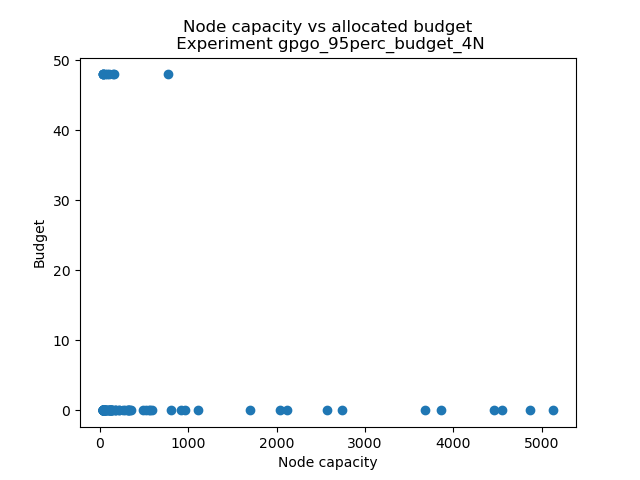 Node capacity vs allocated budget
Experiment gpgo_95perc_budget_4N
50
40
30
20
10
0
Budget
0 1000 2000 3000 4000 5000
Node capacity